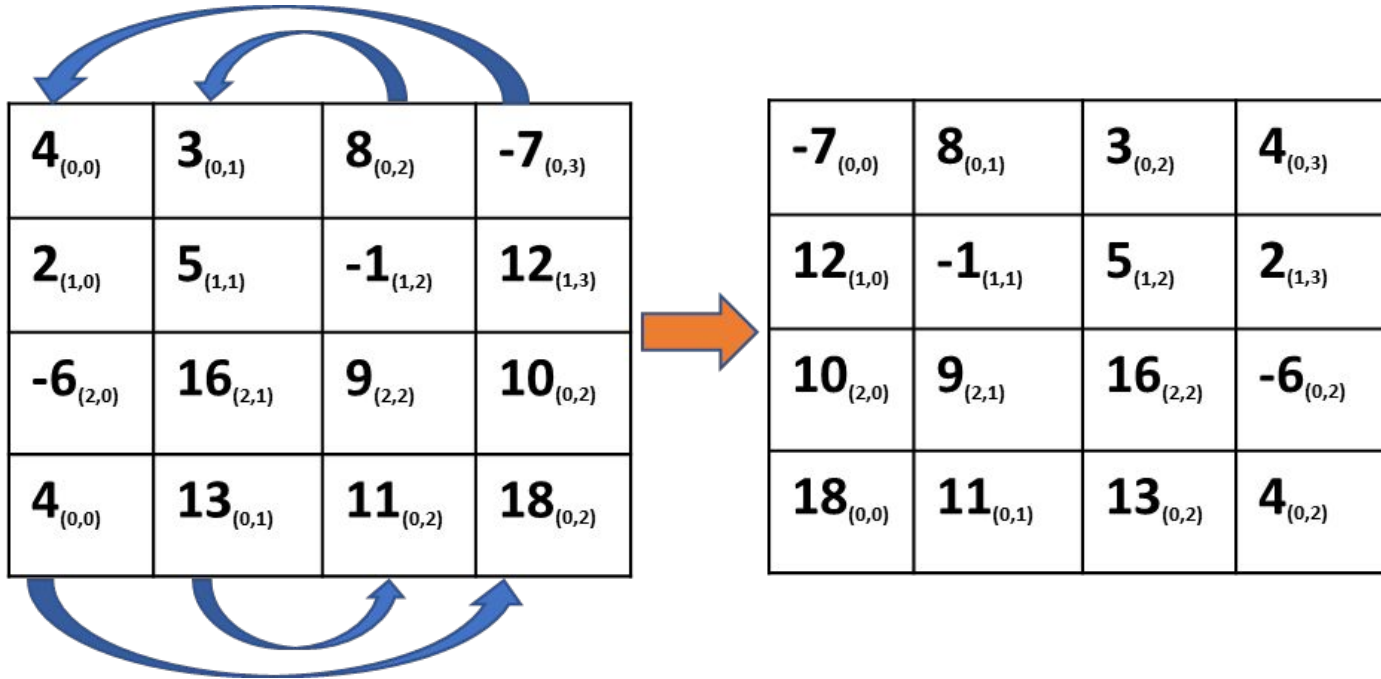 4(0,0) 3(0,1) 8(0,2) -7(0,3)
2(1,0) 5(1,1) -1(1,2) 12(1,3)
-6(2,0) 16(2,1) 9(2,2) 10(0,2)
4(0,0) 13(0,1) 11(0,2) 18(0,2)
-7(0,0) 8(0,1) 3(0,2) 4(0,3)
12(1,0) -1(1,1) 5(1,2) 2(1,3)
10(2,0) 9(2,1) 16(2,2) -6(0,2)
18(0,0) 11(0,1) 13(0,2) 4(0,2)